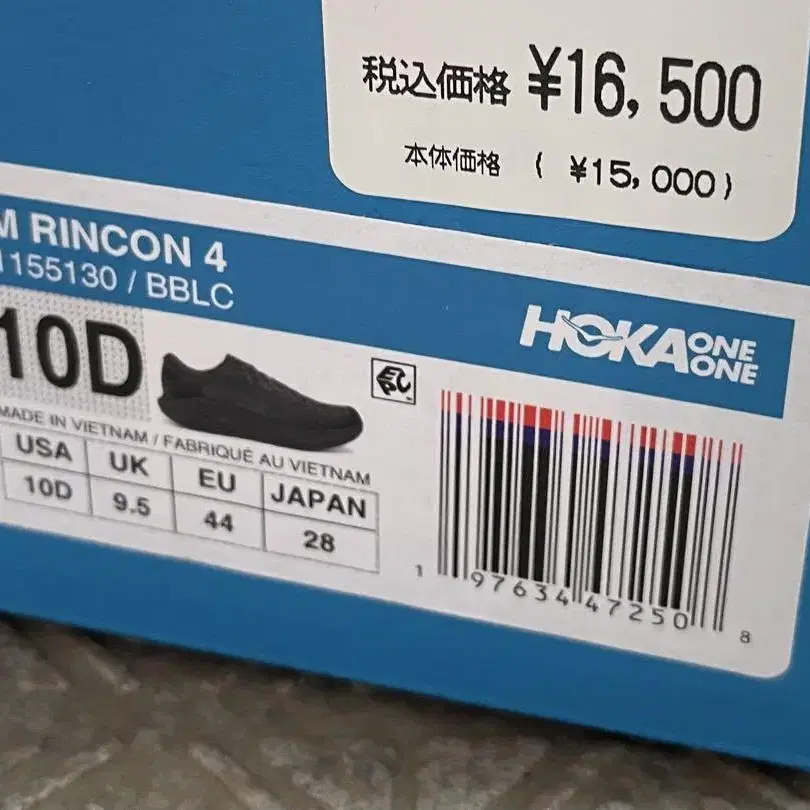 税込価格 ¥16,500
本体価格 ( ¥15,000)
M RINCON 4
1155130 / BBLC
10D
HOKA ONE ONE
MADE IN VIETNAM / FABRIQUÉ AU VIETNAM
USA UK EU JAPAN
10D 9.5 44 28
1 97634 47250 8